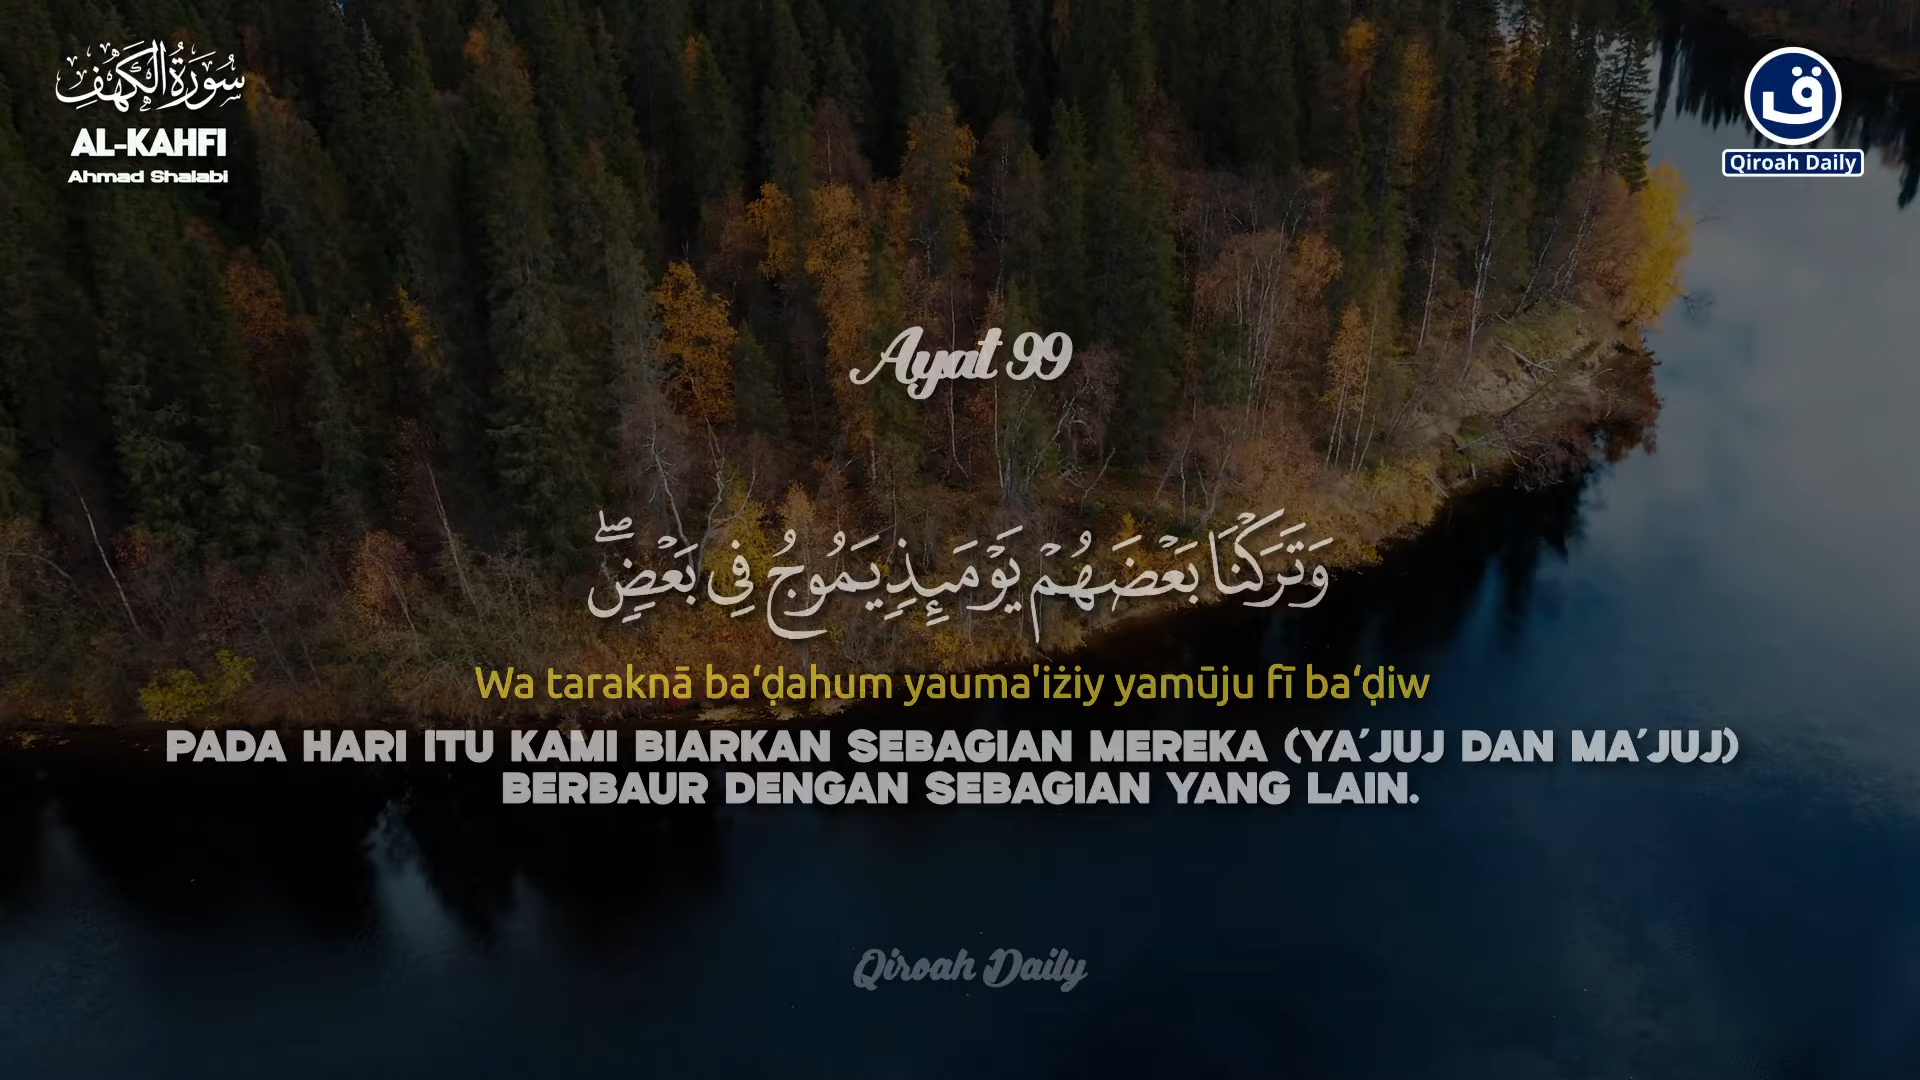 سُورَةُ الْكَهْفِ
AL-KAHFI
Ahmad Shalabi
ق
Qiroah Daily
Ayat 99
وَتَرَكْنَا بَعْضَهُمْ يَوْمَئِذٍ يَمُوجُ فِي بَعْضٍ ۖ
Wa taraknā ba‘ḍahum yauma'iżiy yamūju fī ba‘ḍiw
PADA HARI ITU KAMI BIARKAN SEBAGIAN MEREKA (YA’JUJ DAN MA’JUJ)
BERBAUR DENGAN SEBAGIAN YANG LAIN.
Qiroah Daily